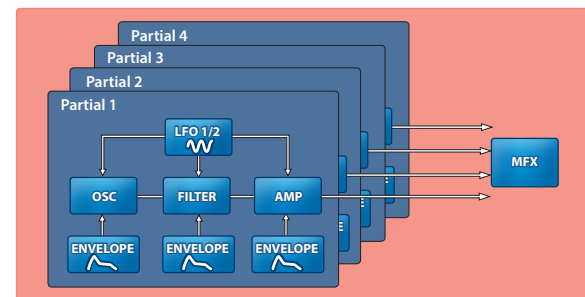 Partial 4
Partial 3
Partial 2
Partial 1
LFO 1/2
OSC
FILTER
AMP
MFX
ENVELOPE
ENVELOPE
ENVELOPE